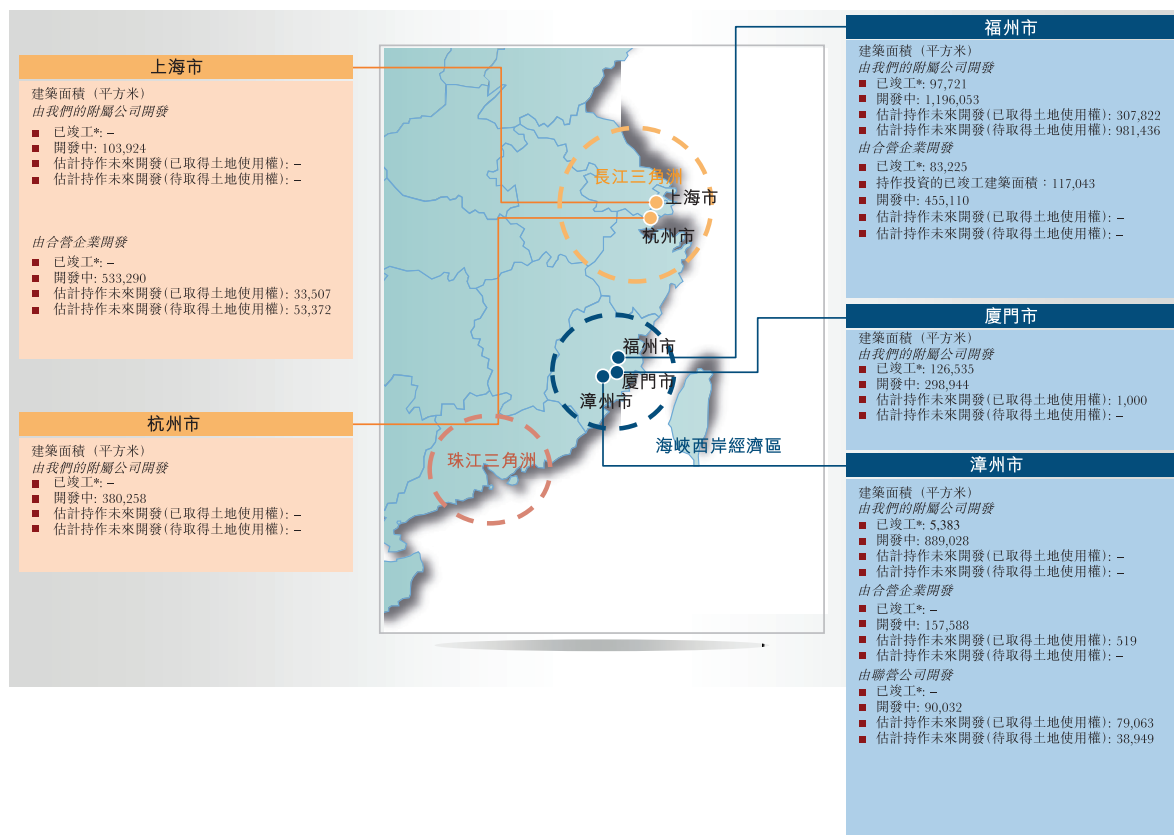 上海市
建築面積 (平方米)
由我們的附屬公司開發
已竣工*: –
開發中: 103,924
估計持作未來開發(已取得土地使用權): –
估計持作未來開發(待取得土地使用權): –
由合營企業開發
已竣工*: –
開發中: 533,290
估計持作未來開發(已取得土地使用權): 33,507
估計持作未來開發(待取得土地使用權): 53,372
杭州市
建築面積 (平方米)
由我們的附屬公司開發
已竣工*: –
開發中: 380,258
估計持作未來開發(已取得土地使用權): –
估計持作未來開發(待取得土地使用權): –
長江三角洲
上海市
杭州市
福州市
廈門市
漳州市
海峽西岸經濟區
珠江三角洲
福州市
建築面積 (平方米)
由我們的附屬公司開發
已竣工*: 97,721
開發中: 1,196,053
估計持作未來開發(已取得土地使用權): 307,822
估計持作未來開發(待取得土地使用權): 981,436
由合營企業開發
已竣工*: 83,225
持作投資的已竣工建築面積：117,043
開發中: 455,110
估計持作未來開發(已取得土地使用權): –
估計持作未來開發(待取得土地使用權): –
廈門市
建築面積 (平方米)
由我們的附屬公司開發
已竣工*: 126,535
開發中: 298,944
估計持作未來開發(已取得土地使用權): 1,000
估計持作未來開發(待取得土地使用權): –
漳州市
建築面積 (平方米)
由我們的附屬公司開發
已竣工*: 5,383
開發中: 889,028
估計持作未來開發(已取得土地使用權): –
估計持作未來開發(待取得土地使用權): –
由合營企業開發
已竣工*: –
開發中: 157,588
估計持作未來開發(已取得土地使用權): 519
估計持作未來開發(待取得土地使用權): –
由聯營公司開發
已竣工*: –
開發中: 90,032
估計持作未來開發(已取得土地使用權): 79,063
估計持作未來開發(待取得土地使用權): 38,949